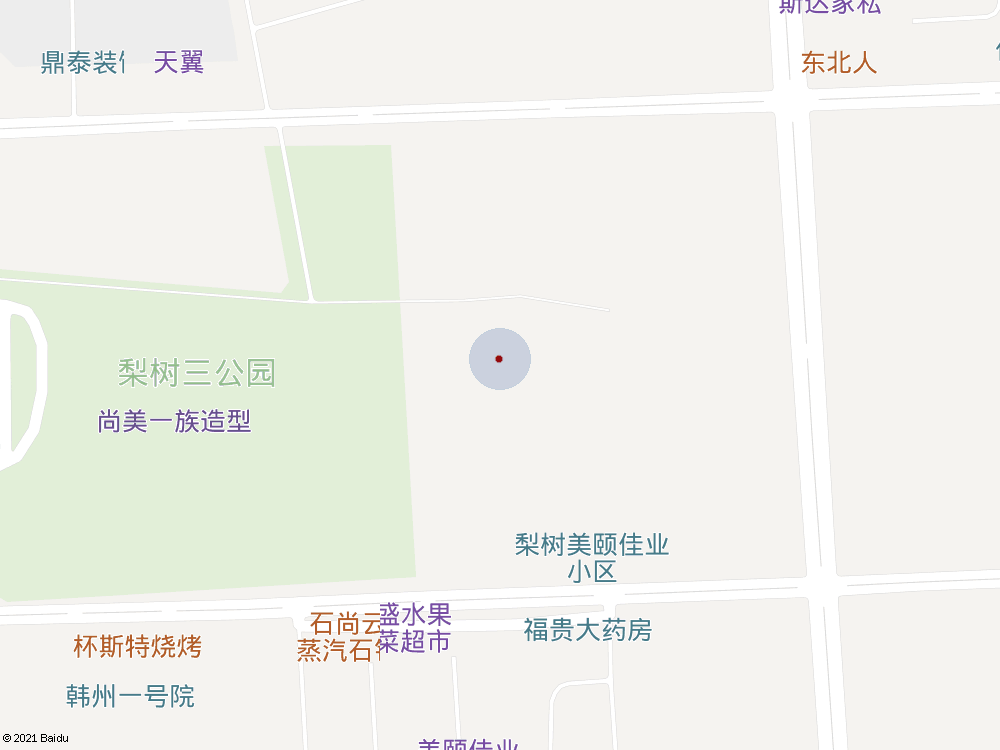 斯达家私
鼎泰装饰
天翼
东北人
梨树三公园
尚美一族造型
梨树美颐佳业
小区
石尚云
蒸汽石
盛水果
菜超市
福贵大药房
杯斯特烧烤
韩州一号院
美颐佳业
© 2021 Baidu